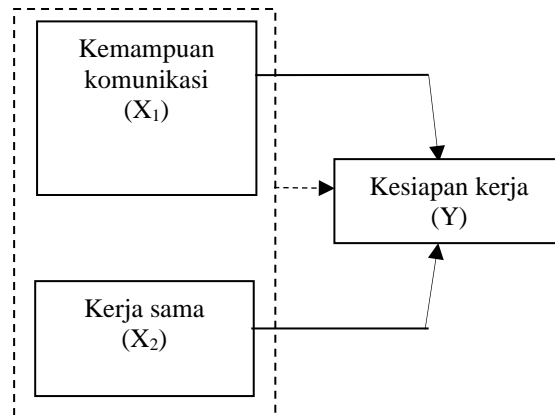 Kemampuan
komunikasi
(X₁)
Kesiapan kerja
(Y)
Kerja sama
(X₂)